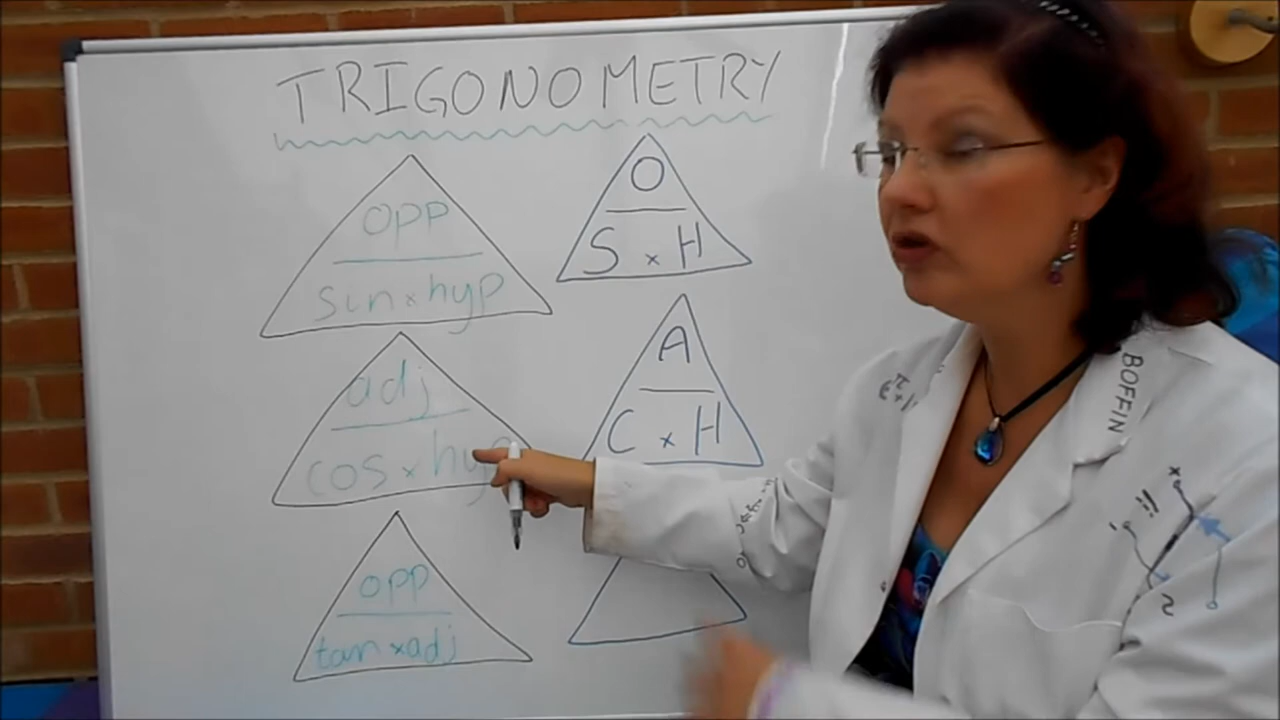 TRIGONOMETRY
opp
sin x hyp
O
S x H
adj
cos x hyp
A
C x H
opp
tan x adj
BOFFIN